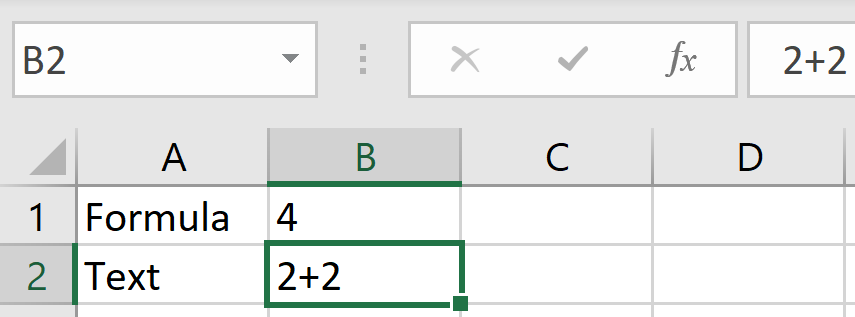 B2 fx 2+2
A B C D
1 Formula 4
2 Text 2+2